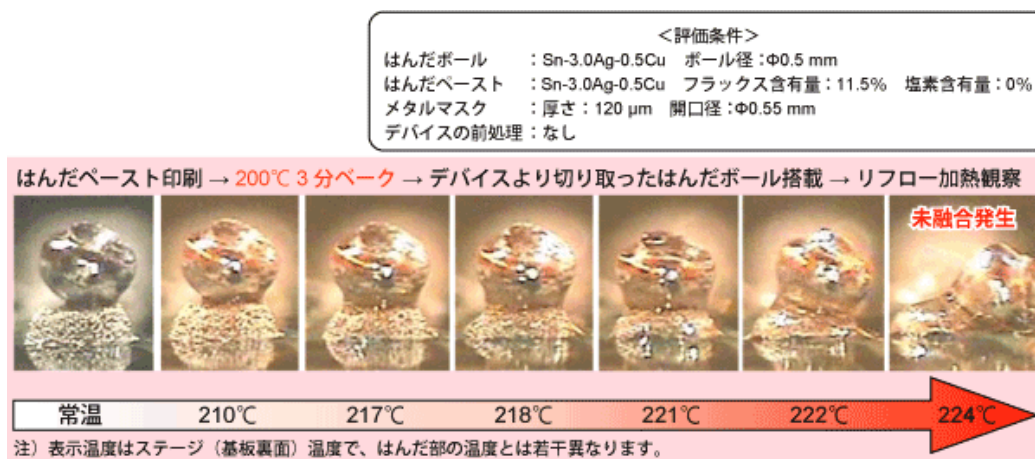 ＜評価条件＞
はんだボール　：Sn-3.0Ag-0.5Cu　ボール径：Φ0.5 mm
はんだペースト：Sn-3.0Ag-0.5Cu　フラックス含有量：11.5%　塩素含有量：0%
メタルマスク　：厚さ：120 μm　開口径：Φ0.55 mm
デバイスの前処理：なし
はんだペースト印刷 → 200℃ 3 分ベーク → デバイスより切り取ったはんだボール搭載 → リフロー加熱観察
未融合発生
常温　210℃　217℃　218℃　221℃　222℃　224℃
注）表示温度はステージ（基板裏面）温度で、はんだ部の温度とは若干異なります。